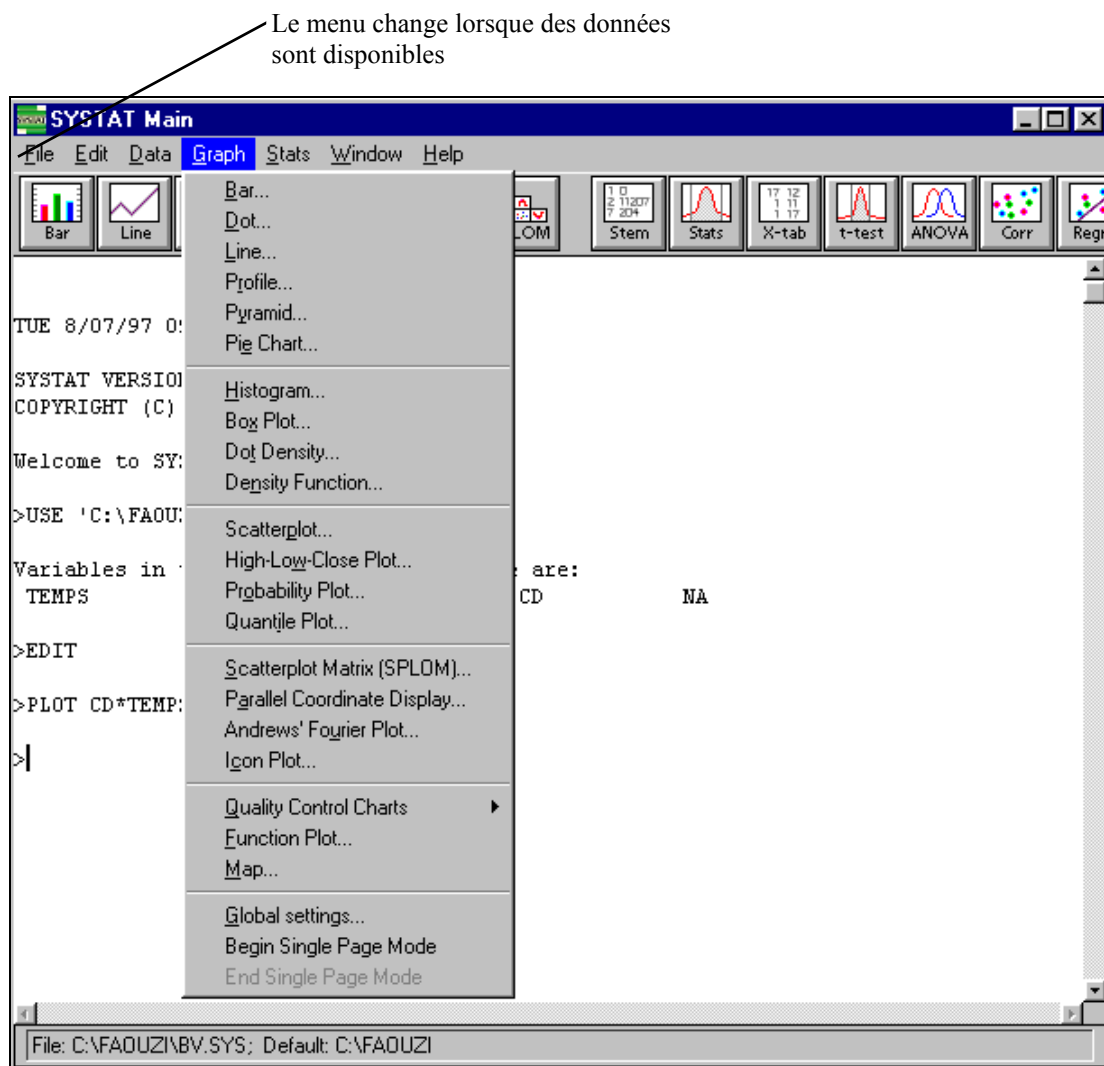 Le menu change lorsque des données
sont disponibles
SYSTAT Main
File Edit Data Graph Stats Window Help
Bar Line LOM Stem Stats X-tab t-test ANOVA Corr Regr
Bar...
Dot...
Line...
Profile...
Pyramid...
Pie Chart...
Histogram...
Box Plot...
Dot Density...
Density Function...
Scatterplot...
High-Low-Close Plot...
Probability Plot...
Quantile Plot...
Scatterplot Matrix (SPLOM)...
Parallel Coordinate Display...
Andrews' Fourier Plot...
Icon Plot...
Quality Control Charts
Function Plot...
Map...
Global settings...
Begin Single Page Mode
End Single Page Mode
TUE 8/07/97
SYSTAT VERSION
COPYRIGHT (C)
Welcome to SY
>USE 'C:\FAOU
Variables in are:
TEMPS CD NA
>EDIT
>PLOT CD*TEMP
>
File: C:\FAOUZI\BV.SYS; Default: C:\FAOUZI